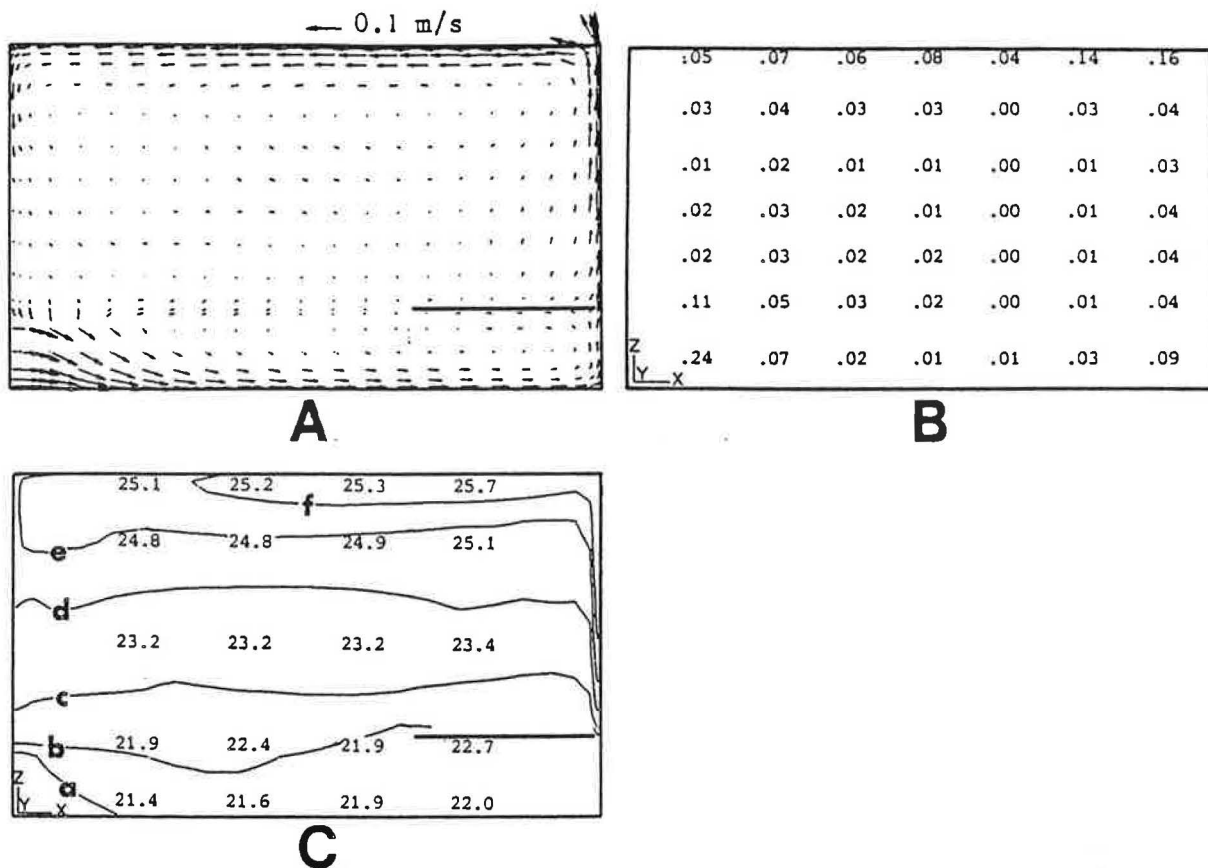 0.1 m/s
A
.05 .07 .06 .08 .04 .14 .16
.03 .04 .03 .03 .00 .03 .04
.01 .02 .01 .01 .00 .01 .03
.02 .03 .02 .01 .00 .01 .04
.02 .03 .02 .02 .00 .01 .04
.11 .05 .03 .02 .00 .01 .04
.24 .07 .02 .01 .01 .03 .09
Z
Y X
B
25.1 25.2 25.3 25.7
f
e 24.8 24.8 24.9 25.1
d
23.2 23.2 23.2 23.4
c
b 21.9 22.4 21.9 22.7
a
21.4 21.6 21.9 22.0
Z
Y X
C